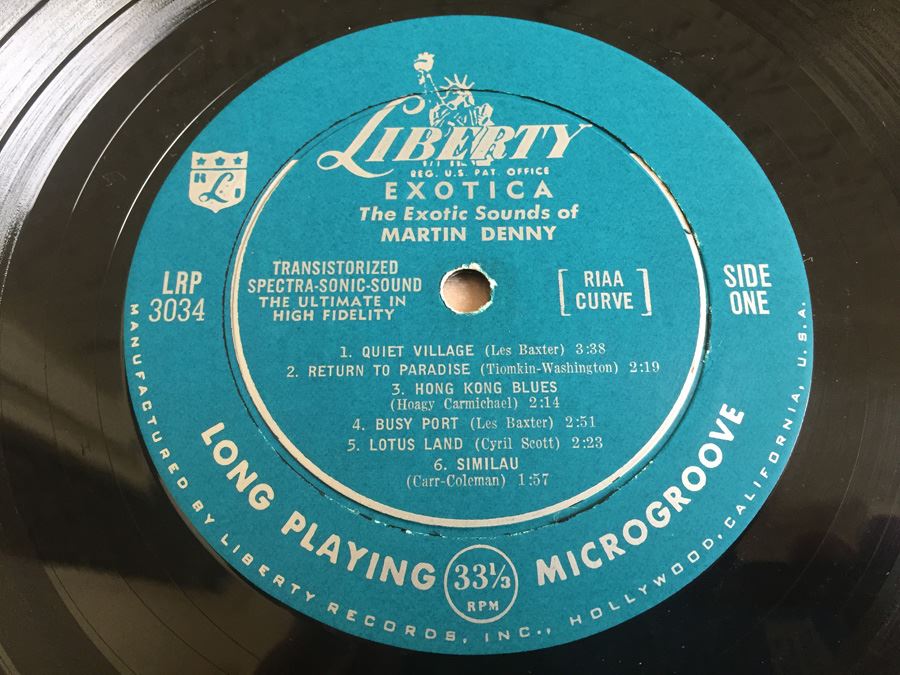 LIBERTY
REG. U.S. PAT. OFFICE
EXOTICA
The Exotic Sounds of
MARTIN DENNY
R L
LRP
3034
TRANSISTORIZED
SPECTRA-SONIC-SOUND
THE ULTIMATE IN
HIGH FIDELITY
[ RIAA
CURVE ]
SIDE
ONE
1. QUIET VILLAGE (Les Baxter) 3:38
2. RETURN TO PARADISE (Tiomkin-Washington) 2:19
3. HONG KONG BLUES
(Hoagy Carmichael) 2:14
4. BUSY PORT (Les Baxter) 2:51
5. LOTUS LAND (Cyril Scott) 2:23
6. SIMILAU
(Carr-Coleman) 1:57
LONG PLAYING 33⅓ RPM MICROGROOVE
MANUFACTURED BY LIBERTY RECORDS, INC., HOLLYWOOD, CALIFORNIA, U.S.A.